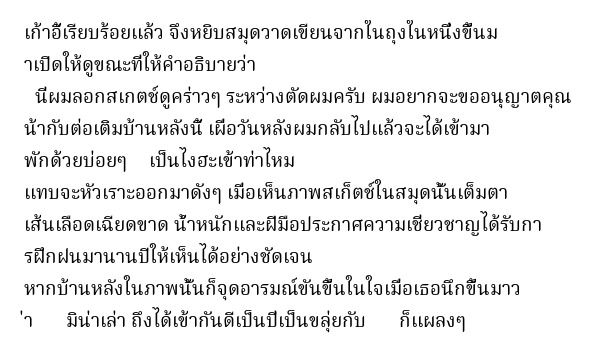 เก้าอี้เรียบร้อยแล้ว จึงหยิบสมุดวาดเขียนจากในถุงในหนึ่งขึ้นม
าเปิดให้ดูขณะที่ให้คำอธิบายว่า
นี่ผมลอกสเกตช์ดูคร่าวๆ ระหว่างตัดผมครับ ผมอยากจะขออนุญาตคุณ
น้ากับต่อเติมบ้านหลังนี้ เผื่อวันหลังผมกลับไปแล้วจะได้เข้ามา
พักด้วยบ่อยๆ เป็นไงฮะเข้าท่าไหม
แทบจะหัวเราะออกมาดังๆ เมื่อเห็นภาพสเก็ตช์ในสมุดนั้นเต็มตา
เส้นเลือดเฉียดขาด น้ำหนักและฝีมือประกาศความเชี่ยวชาญได้รับกา
รฝึกฝนมานานปีให้เห็นได้อย่างชัดเจน
หากบ้านหลังในภาพนั้นก็จุดอารมณ์ขันขึ้นในใจเมื่อเธอนึกขึ้นมาว
่า มิน่าเล่า ถึงได้เข้ากันดีเป็นปี่เป็นขลุ่ยกับ ก็แผลงๆ